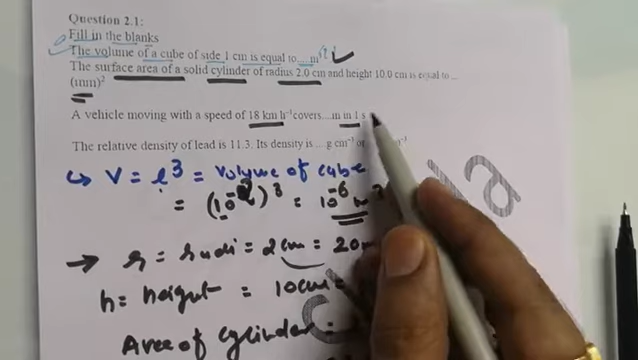 Question 2.1:
Fill in the blanks
The volume of a cube of side 1 cm is equal to.....m
The surface area of a solid cylinder of radius 2.0 cm and height 10.0 cm is equal to ...
(mm)²
A vehicle moving with a speed of 18 km h⁻¹covers....m in 1 s
The relative density of lead is 11.3. Its density is ....g cm⁻³ or
↳ V = l³ = Volume of cube
= (10⁻²)³ = 10⁻⁶ m³
→ r = radi = 2cm = 20
h = height = 10cm =
Area of cylinder =